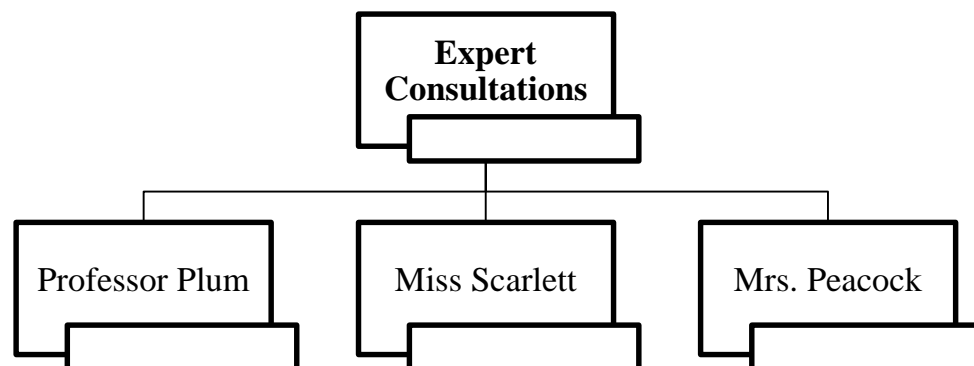 Expert
Consultations
Professor Plum
Miss Scarlett
Mrs. Peacock